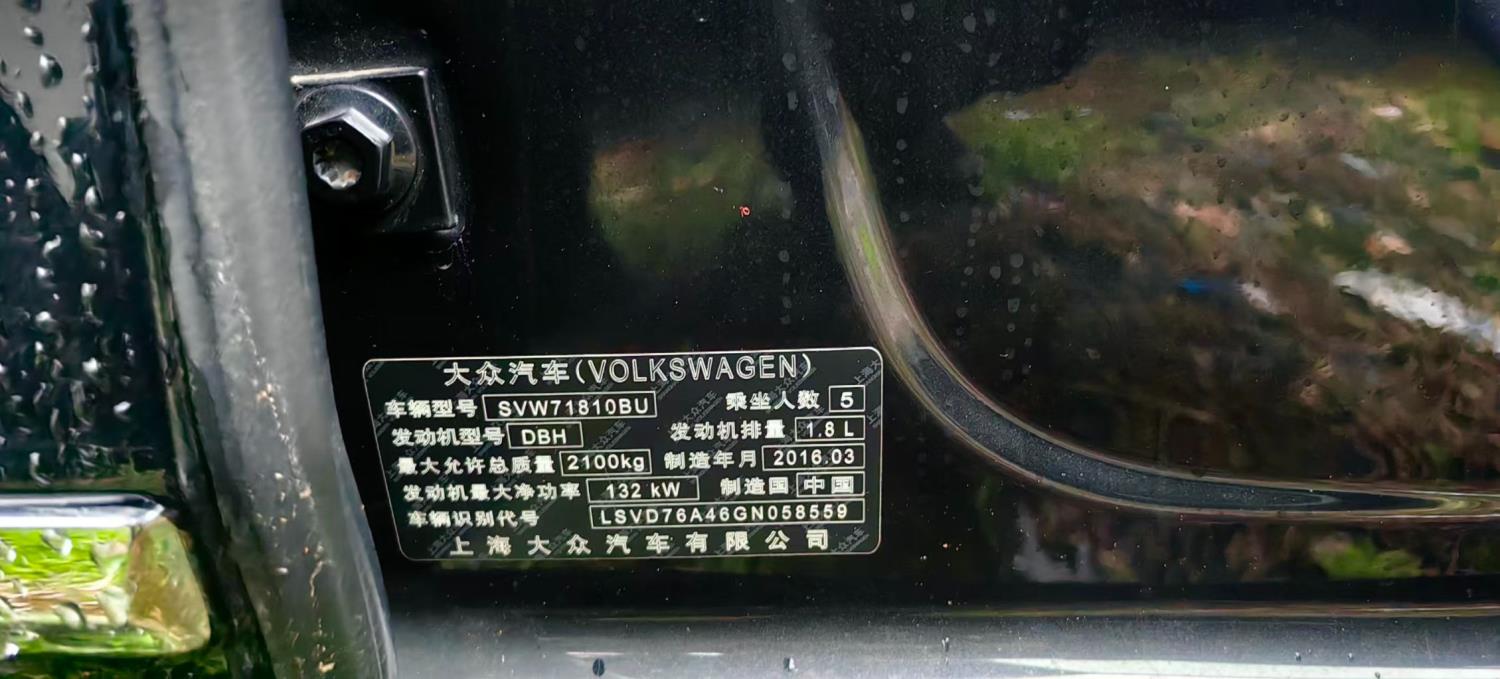 大众汽车(VOLKSWAGEN)
车辆型号 SVW71810BU 乘坐人数 5
发动机型号 DBH 发动机排量 1.8 L
最大允许总质量 2100kg 制造年月 2016.03
发动机最大净功率 132 kW 制造国 中国
车辆识别代号 LSVD76A46GN058559
上海大众汽车有限公司